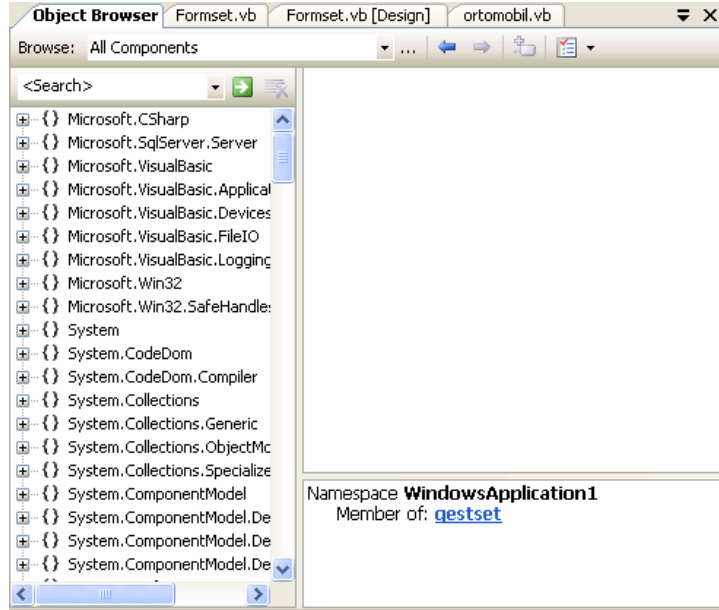 Object Browser Formset.vb Formset.vb [Design] ortomobil.vb
Browse: All Components ...
<Search>
{} Microsoft.CSharp
{} Microsoft.SqlServer.Server
{} Microsoft.VisualBasic
{} Microsoft.VisualBasic.Applicat
{} Microsoft.VisualBasic.Devices
{} Microsoft.VisualBasic.FileIO
{} Microsoft.VisualBasic.Logging
{} Microsoft.Win32
{} Microsoft.Win32.SafeHandles
{} System
{} System.CodeDom
{} System.CodeDom.Compiler
{} System.Collections
{} System.Collections.Generic
{} System.Collections.ObjectMo
{} System.Collections.Specialize
{} System.ComponentModel
{} System.ComponentModel.De
{} System.ComponentModel.De
{} System.ComponentModel.De
Namespace WindowsApplication1
Member of: gestset